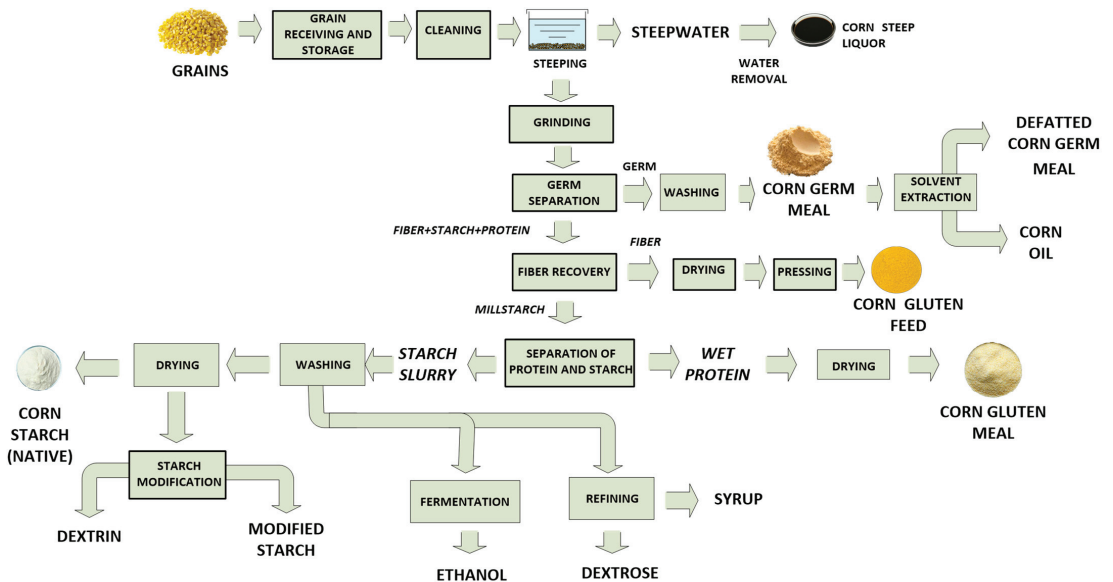 GRAINS
GRAIN
RECEIVING AND
STORAGE
CLEANING
STEEPING
STEEPWATER
WATER
REMOVAL
CORN STEEP
LIQUOR
GRINDING
GERM
SEPARATION
GERM
WASHING
CORN GERM
MEAL
SOLVENT
EXTRACTION
DEFATTED
CORN GERM
MEAL
CORN
OIL
FIBER+STARCH+PROTEIN
FIBER RECOVERY
FIBER
DRYING
PRESSING
CORN GLUTEN
FEED
MILLSTARCH
SEPARATION OF
PROTEIN AND STARCH
WET
PROTEIN
DRYING
CORN GLUTEN
MEAL
STARCH
SLURRY
WASHING
DRYING
CORN
STARCH
(NATIVE)
STARCH
MODIFICATION
DEXTRIN
MODIFIED
STARCH
FERMENTATION
ETHANOL
REFINING
SYRUP
DEXTROSE